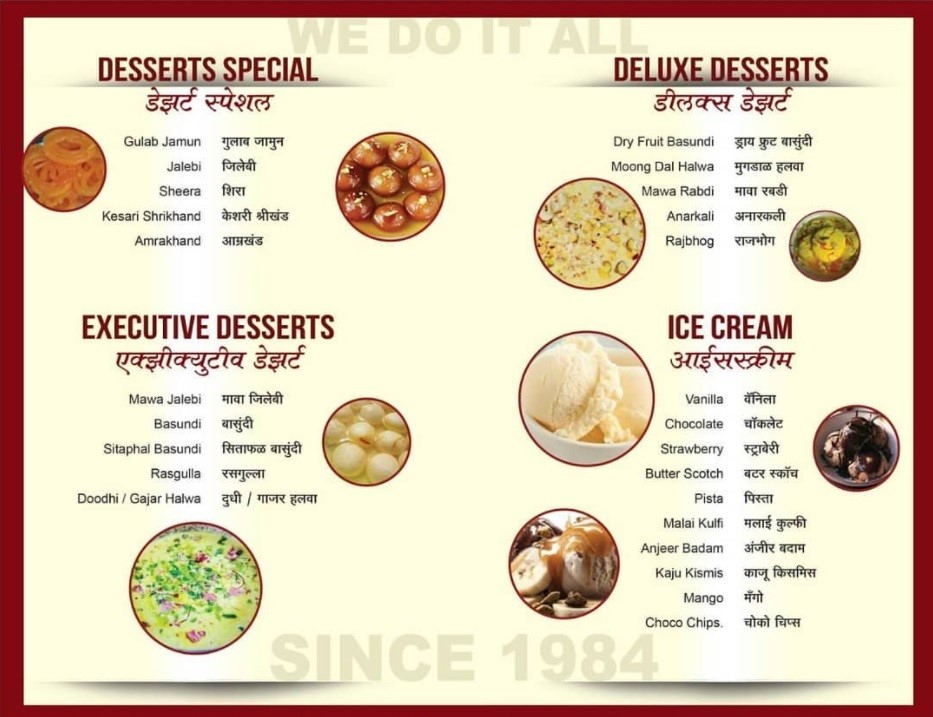 WE DO IT ALL
DESSERTS SPECIAL
डेझर्ट स्पेशल
Gulab Jamun गुलाब जामुन
Jalebi जिलेबी
Sheera शिरा
Kesari Shrikhand केशरी श्रीखंड
Amrakhand आम्रखंड
DELUXE DESSERTS
डीलक्स डेझर्ट
Dry Fruit Basundi ड्राय फ्रुट बासुंदी
Moong Dal Halwa मुगडाळ हलवा
Mawa Rabdi मावा रबडी
Anarkali अनारकली
Rajbhog राजभोग
EXECUTIVE DESSERTS
एक्झीक्युटीव डेझर्ट
Mawa Jalebi मावा जिलेबी
Basundi बासुंदी
Sitaphal Basundi सिताफळ बासुंदी
Rasgulla रसगुल्ला
Doodhi / Gajar Halwa दुधी / गाजर हलवा
ICE CREAM
आईसस्क्रीम
Vanilla वॅनिला
Chocolate चॉकलेट
Strawberry स्ट्राबेरी
Butter Scotch बटर स्कॉच
Pista पिस्ता
Malai Kulfi मलाई कुल्फी
Anjeer Badam अंजीर बदाम
Kaju Kismis काजू किसमिस
Mango मँगो
Choco Chips. चोको चिप्स
SINCE 1984